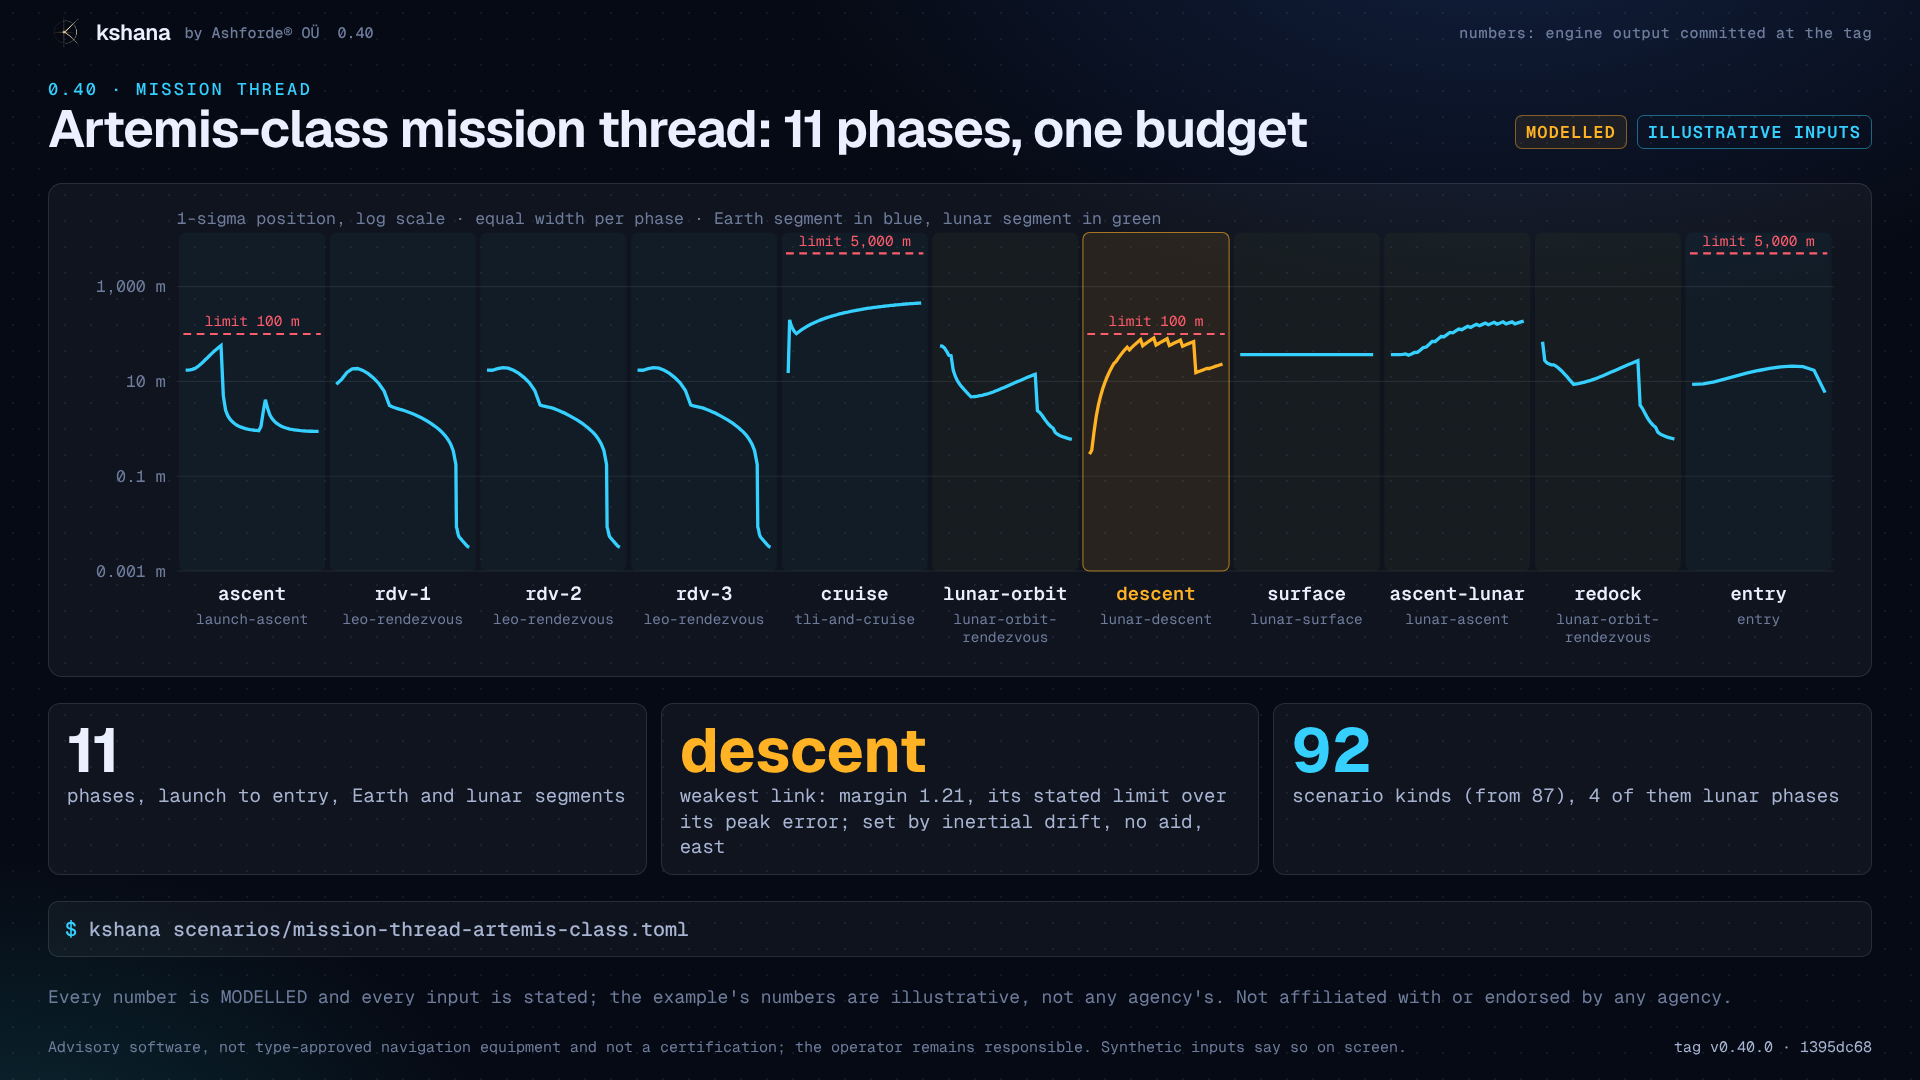 kshana by Ashforde® OÜ 0.40
numbers: engine output committed at the tag
0.40 · MISSION THREAD
Artemis-class mission thread: 11 phases, one budget
MODELLED
ILLUSTRATIVE INPUTS
1-sigma position, log scale · equal width per phase · Earth segment in blue, lunar segment in green
limit 5,000 m
limit 5,000 m
1,000 m
limit 100 m
limit 100 m
10 m
0.1 m
0.001 m
ascent
launch-ascent
rdv-1
leo-rendezvous
rdv-2
leo-rendezvous
rdv-3
leo-rendezvous
cruise
tli-and-cruise
lunar-orbit
lunar-orbit-
rendezvous
descent
lunar-descent
surface
lunar-surface
ascent-lunar
lunar-ascent
redock
lunar-orbit-
rendezvous
entry
entry
11
phases, launch to entry, Earth and lunar segments
descent
weakest link: margin 1.21, its stated limit over
its peak error; set by inertial drift, no aid,
east
92
scenario kinds (from 87), 4 of them lunar phases
$ kshana scenarios/mission-thread-artemis-class.toml
Every number is MODELLED and every input is stated; the example's numbers are illustrative, not any agency's. Not affiliated with or endorsed by any agency.
Advisory software, not type-approved navigation equipment and not a certification; the operator remains responsible. Synthetic inputs say so on screen.
tag v0.40.0 · 1395dc68